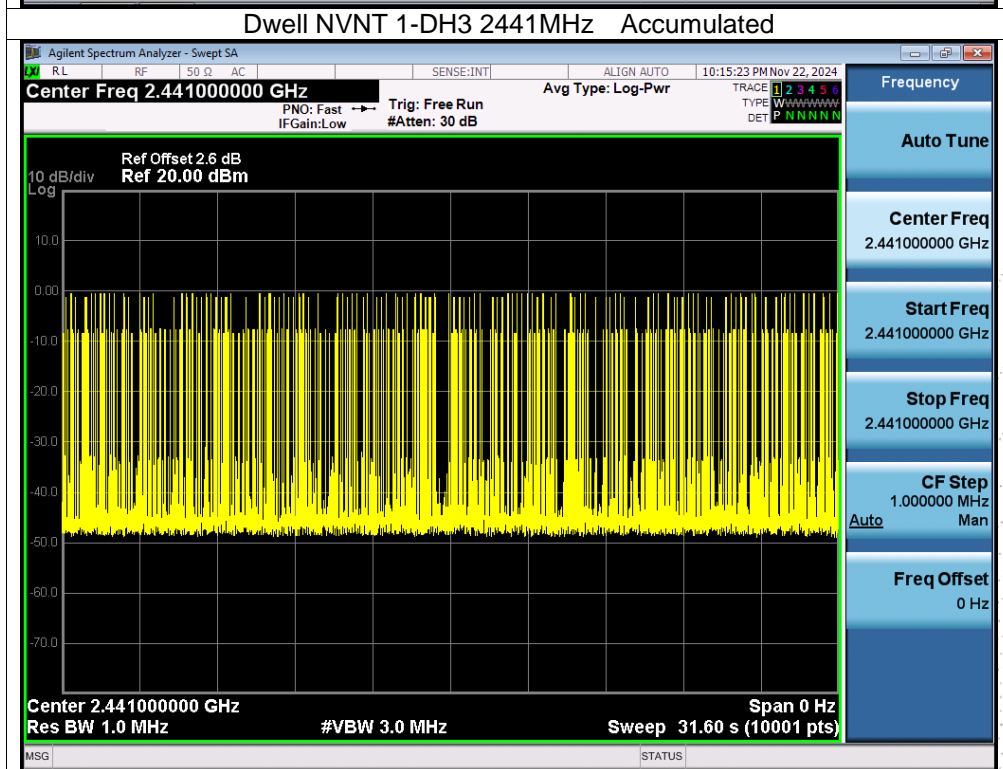 Dwell NVNT 1-DH3 2441MHz Accumulated
Agilent Spectrum Analyzer - Swept SA
LXI RL RF 50 Ω AC SENSE:INT ALIGN AUTO 10:15:23 PM Nov 22, 2024
Center Freq 2.441000000 GHz
PNO: Fast
IFGain:Low
Trig: Free Run
#Atten: 30 dB
Avg Type: Log-Pwr
TRACE 1 2 3 4 5 6
TYPE WWWWWWW
DET P N N N N N
Ref Offset 2.6 dB
10 dB/div Ref 20.00 dBm
Log
10.0
0.00
-10.0
-20.0
-30.0
-40.0
-50.0
-60.0
-70.0
Center 2.441000000 GHz Span 0 Hz
Res BW 1.0 MHz #VBW 3.0 MHz Sweep 31.60 s (10001 pts)
MSG STATUS
Frequency
Auto Tune
Center Freq
2.441000000 GHz
Start Freq
2.441000000 GHz
Stop Freq
2.441000000 GHz
CF Step
1.000000 MHz
Auto Man
Freq Offset
0 Hz